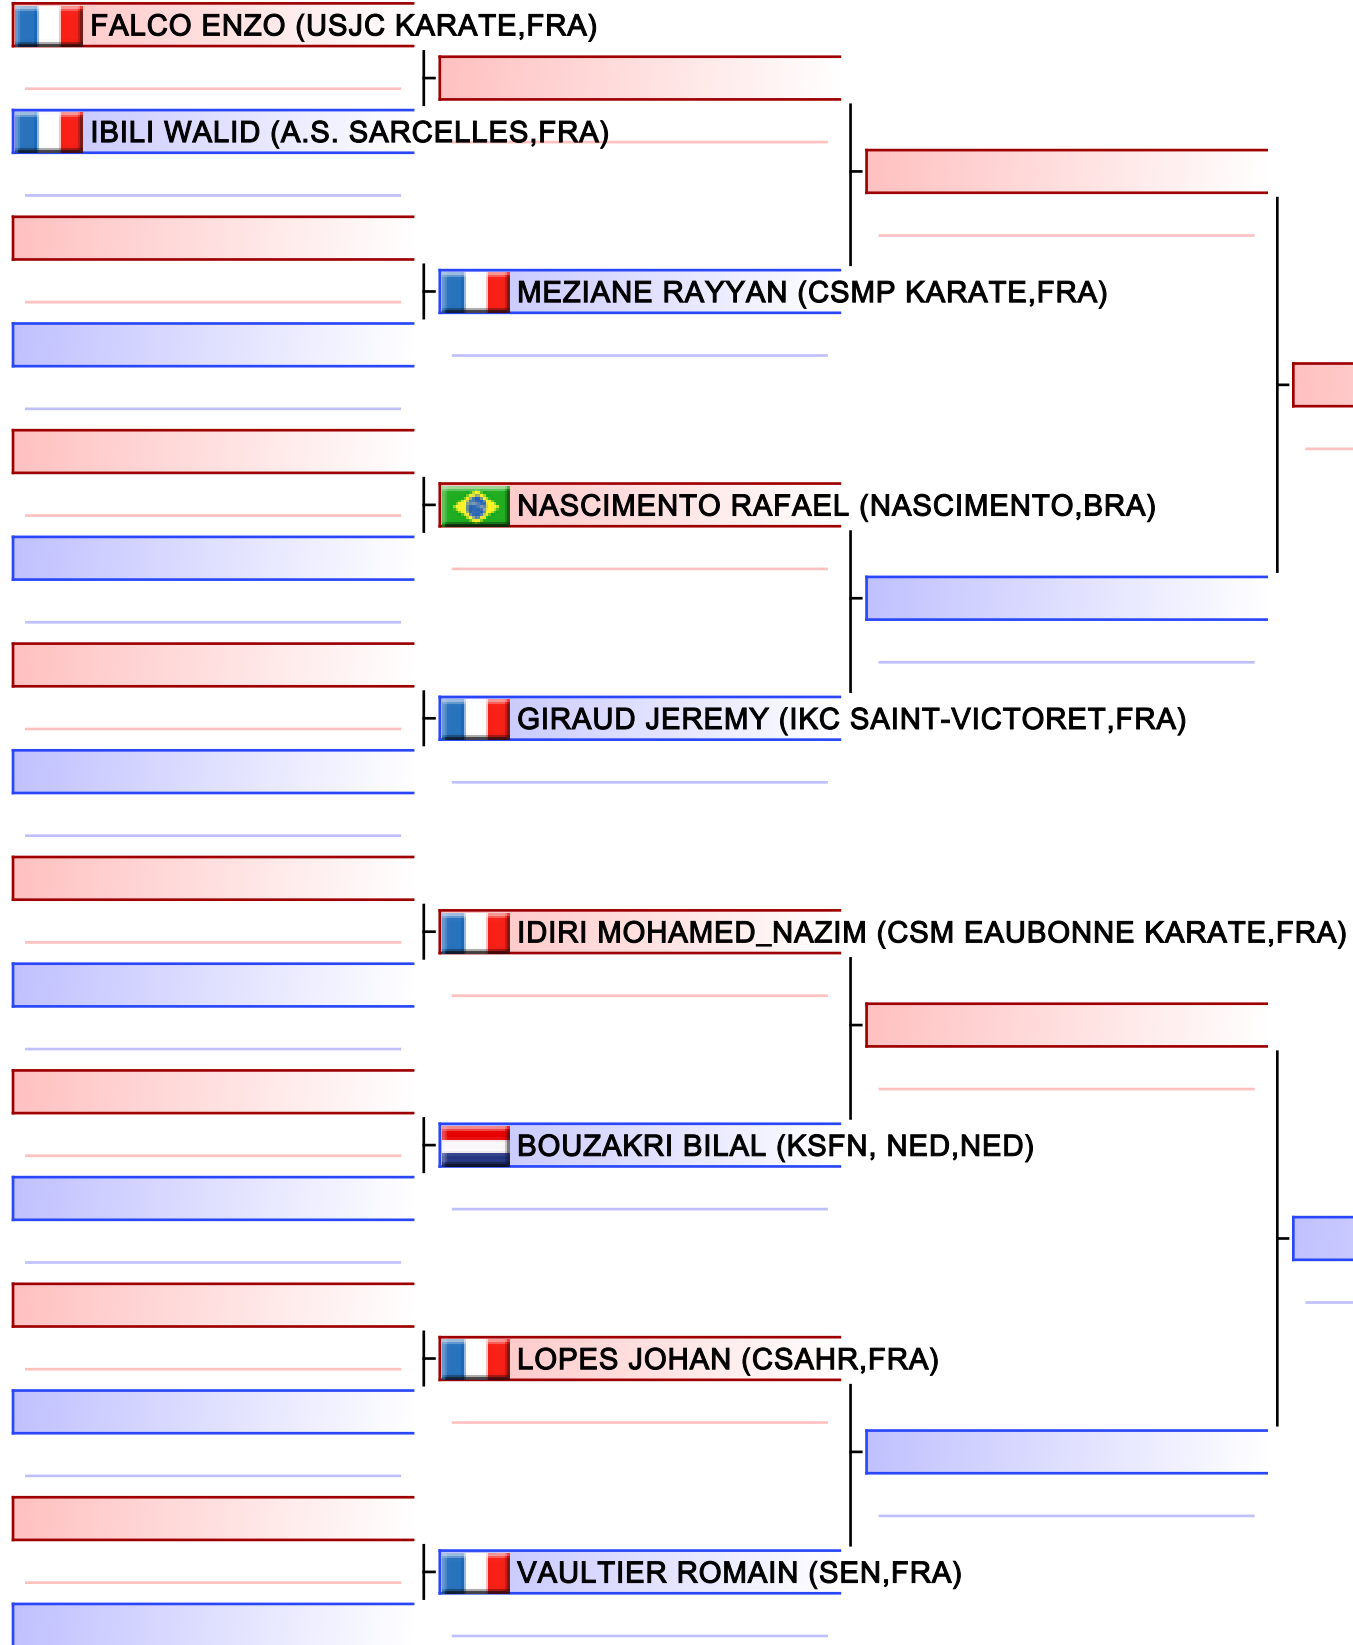 FALCO ENZO (USJC KARATE,FRA)
IBILI WALID (A.S. SARCELLES,FRA)
MEZIANE RAYYAN (CSMP KARATE,FRA)
NASCIMENTO RAFAEL (NASCIMENTO,BRA)
GIRAUD JEREMY (IKC SAINT-VICTORET,FRA)
IDIRI MOHAMED_NAZIM (CSM EAUBONNE KARATE,FRA)
BOUZAKRI BILAL (KSFN, NED,NED)
LOPES JOHAN (CSAHR,FRA)
VAULTIER ROMAIN (SEN,FRA)